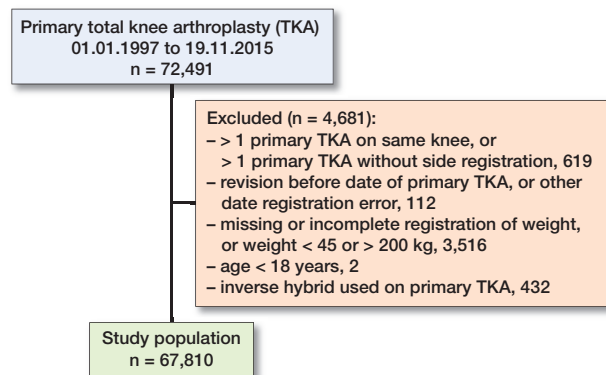 Primary total knee arthroplasty (TKA)
01.01.1997 to 19.11.2015
n = 72,491
Excluded (n = 4,681):
– > 1 primary TKA on same knee, or
> 1 primary TKA without side registration, 619
– revision before date of primary TKA, or other
date registration error, 112
– missing or incomplete registration of weight,
or weight < 45 or > 200 kg, 3,516
– age < 18 years, 2
– inverse hybrid used on primary TKA, 432
Study population
n = 67,810